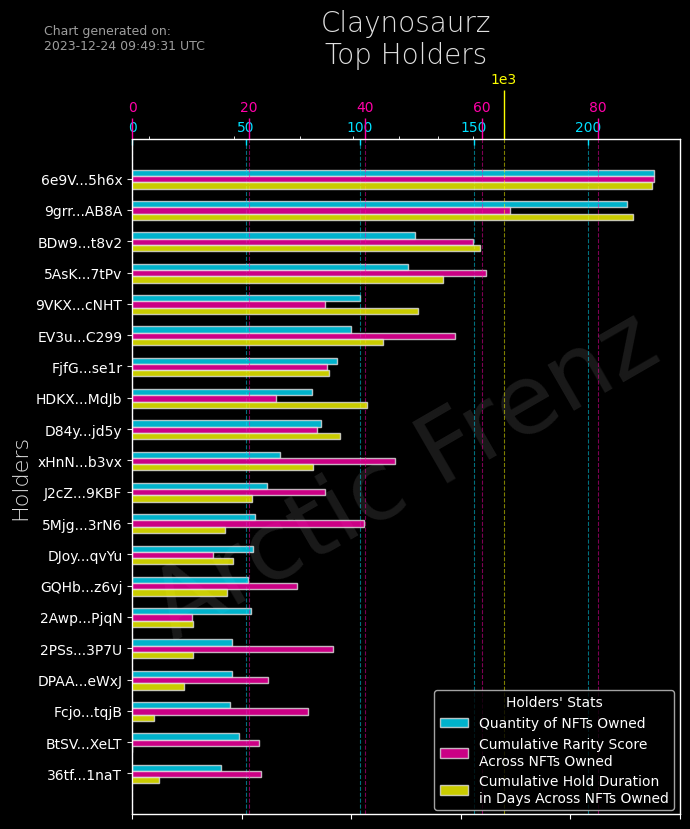 Chart generated on:
2023-12-24 09:49:31 UTC
Claynosaurz
Top Holders
1e3
0 20 40 60 80
0 50 100 150 200
6e9V...5h6x
9grr...AB8A
BDw9...t8v2
5AsK...7tPv
9VKX...cNHT
EV3u...C299
FjfG...se1r
HDKX...MdJb
D84y...jd5y
xHnN...b3vx
J2cZ...9KBF
5Mjg...3rN6
DJoy...qvYu
GQHb...z6vj
2Awp...PjqN
2PSs...3P7U
DPAA...eWxJ
Fcjo...tqjB
BtSV...XeLT
36tf...1naT
Holders
Arctic Frenz
Holders' Stats
Quantity of NFTs Owned
Cumulative Rarity Score
Across NFTs Owned
Cumulative Hold Duration
in Days Across NFTs Owned